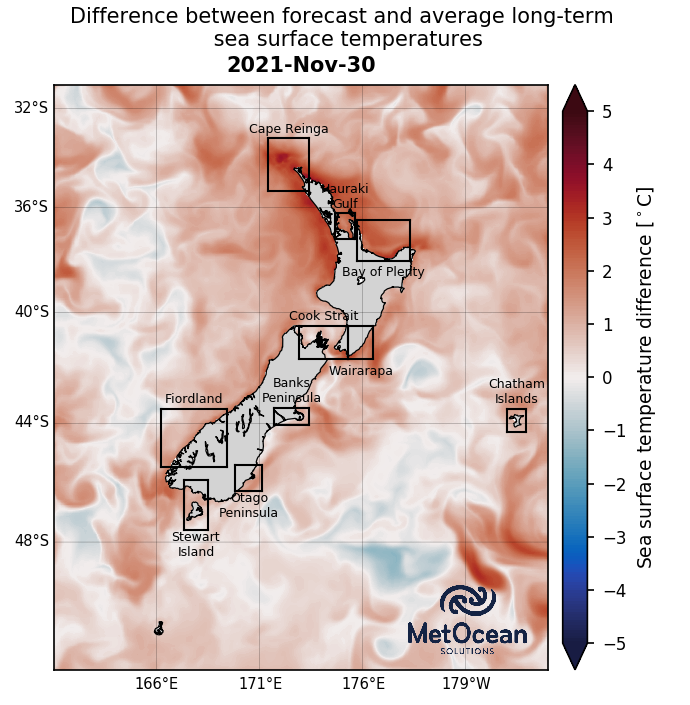 Difference between forecast and average long-term
sea surface temperatures
2021-Nov-30
32°S
36°S
40°S
44°S
48°S
Cape Reinga
Hauraki
Gulf
Bay of Plenty
Cook Strait
Wairarapa
Banks
Peninsula
Fiordland
Chatham
Islands
Otago
Peninsula
Stewart
Island
MetOcean
SOLUTIONS
166°E
171°E
176°E
179°W
5
4
3
2
1
0
−1
−2
−3
−4
−5
Sea surface temperature difference [°C]